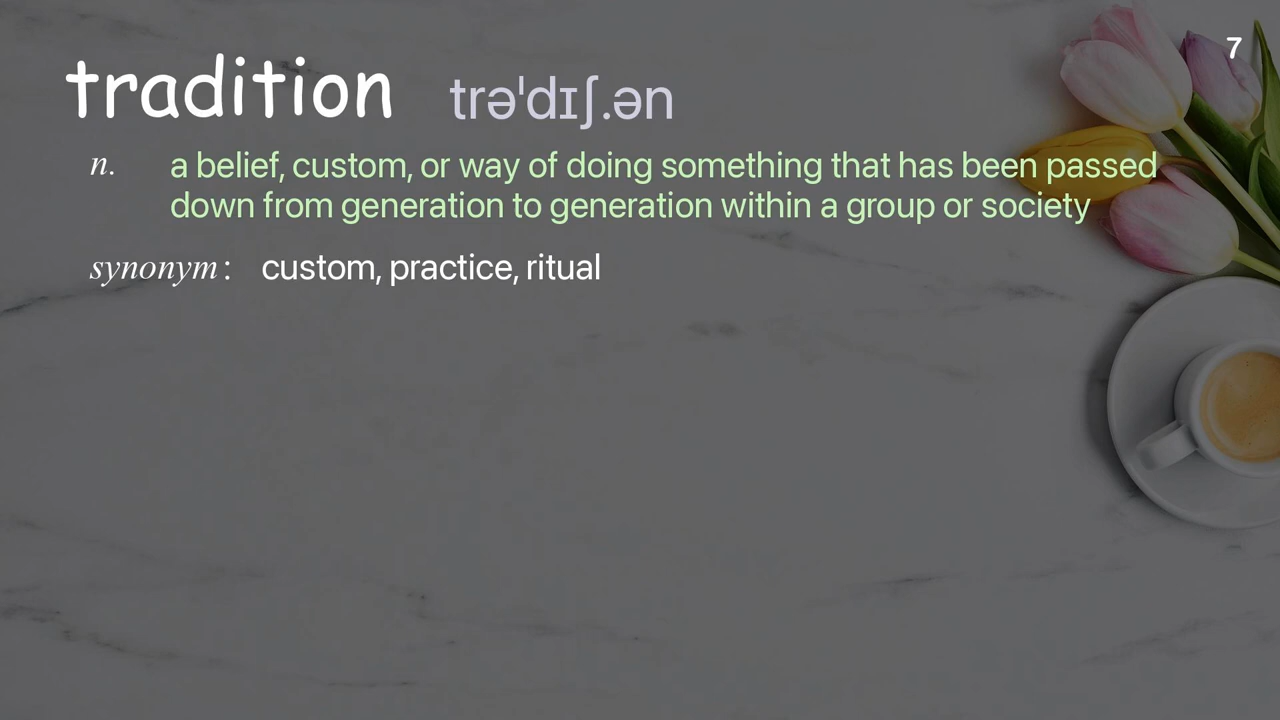 7
tradition trəˈdɪʃ.ən
n. a belief, custom, or way of doing something that has been passed
down from generation to generation within a group or society
synonym : custom, practice, ritual